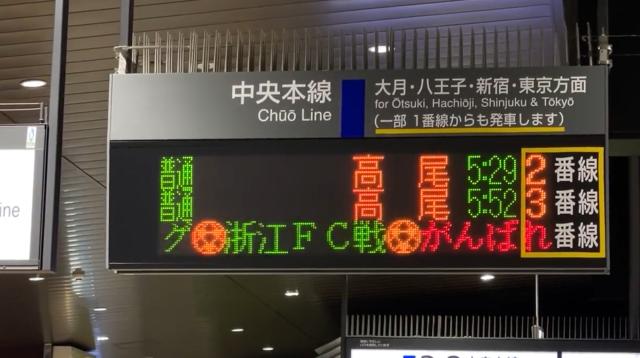 中央本線
Chūō Line
大月・八王子・新宿・東京方面
for Ōtsuki, Hachiōji, Shinjuku & Tōkyō
（一部 1番線からも発車します）
普通 高尾 5:29 2 番線
普通 高尾 5:52 3 番線
グ⚽浙江FC戦⚽がんばれ 番線
ine